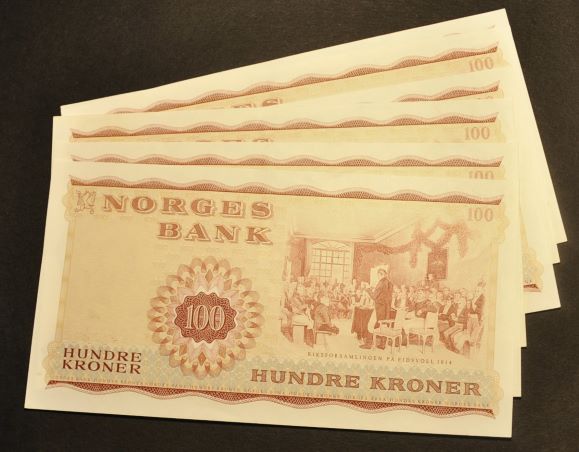 100
100
100
NORGES
BANK
100
100
HUNDRE
KRONER
RIKSFORSAMLINGEN PÅ EIDSVOLL 1814
HUNDRE KRONER